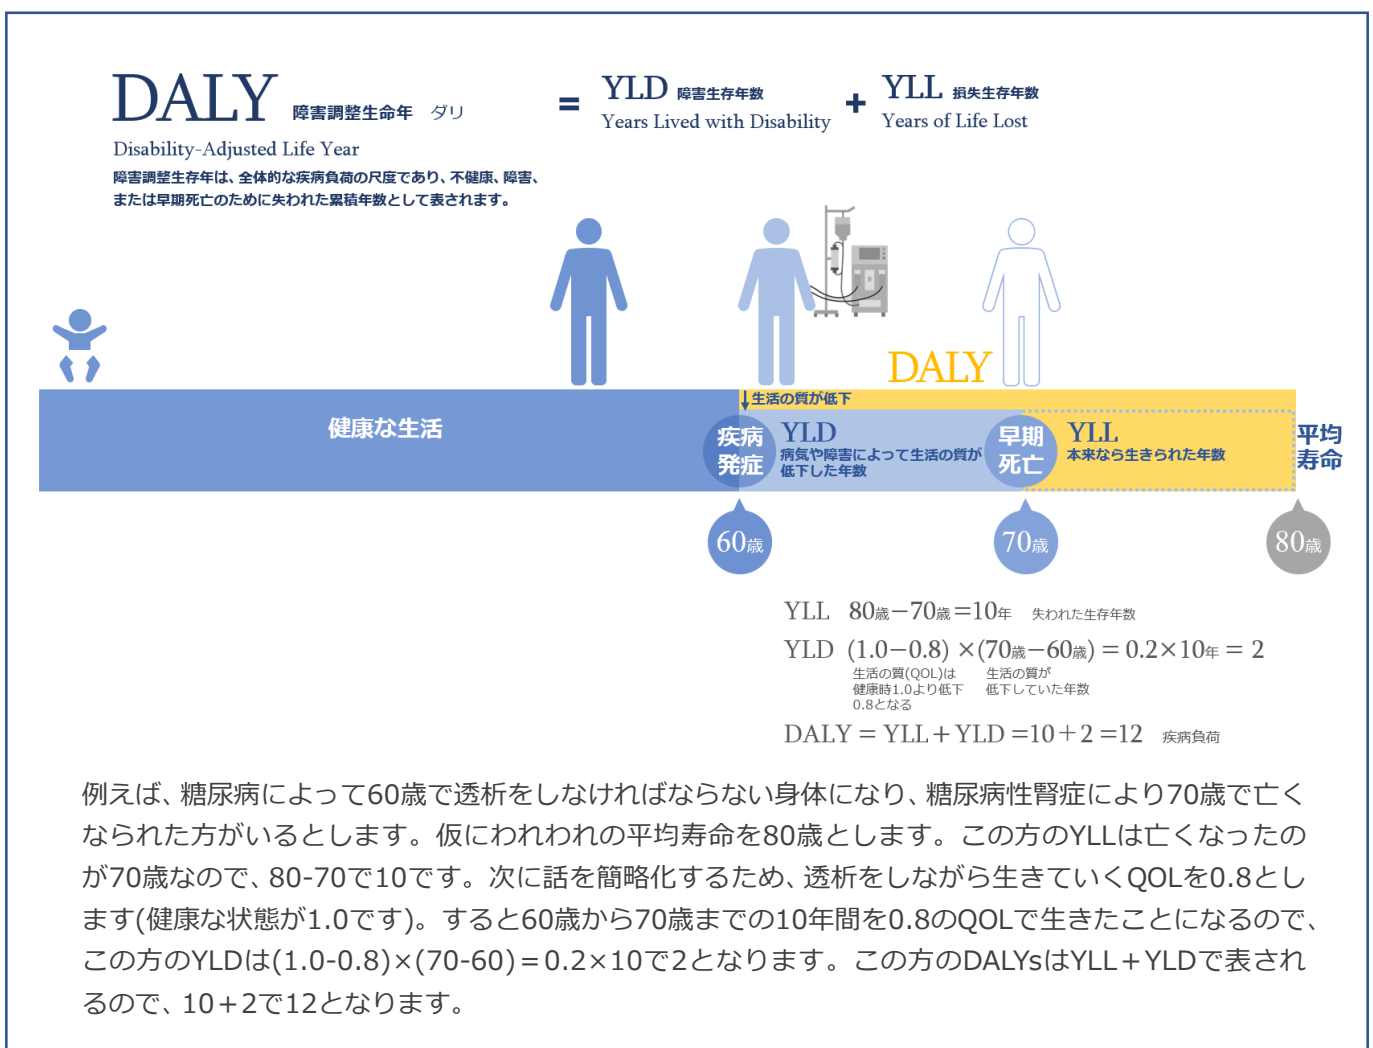 DALY 障害調整生命年 ダリ
Disability-Adjusted Life Year
= YLD 障害生存年数
Years Lived with Disability
+ YLL 損失生存年数
Years of Life Lost
障害調整生存年は、全体的な疾病負荷の尺度であり、不健康、障害、
または早期死亡のために失われた累積年数として表されます。
DALY
↓生活の質が低下
健康な生活
疾病
発症
YLD
病気や障害によって生活の質が
低下した年数
早期
死亡
YLL
本来なら生きられた年数
平均
寿命
60歳
70歳
80歳
YLL 80歳−70歳=10年 失われた生存年数
YLD (1.0−0.8) ×(70歳−60歳) = 0.2×10年 = 2
生活の質(QOL)は
健康時1.0より低下
0.8となる
生活の質が
低下していた年数
DALY = YLL+YLD =10+2 =12 疾病負荷
例えば、糖尿病によって60歳で透析をしなければならない身体になり、糖尿病性腎症により70歳で亡く
なられた方がいるとします。仮にわれわれの平均寿命を80歳とします。この方のYLLは亡くなったの
が70歳なので、80-70で10です。次に話を簡略化するため、透析をしながら生きていくQOLを0.8とし
ます(健康な状態が1.0です)。すると60歳から70歳までの10年間を0.8のQOLで生きたことになるので、
この方のYLDは(1.0-0.8)×(70-60)=0.2×10で2となります。この方のDALYsはYLL+YLDで表され
るので、10+2で12となります。